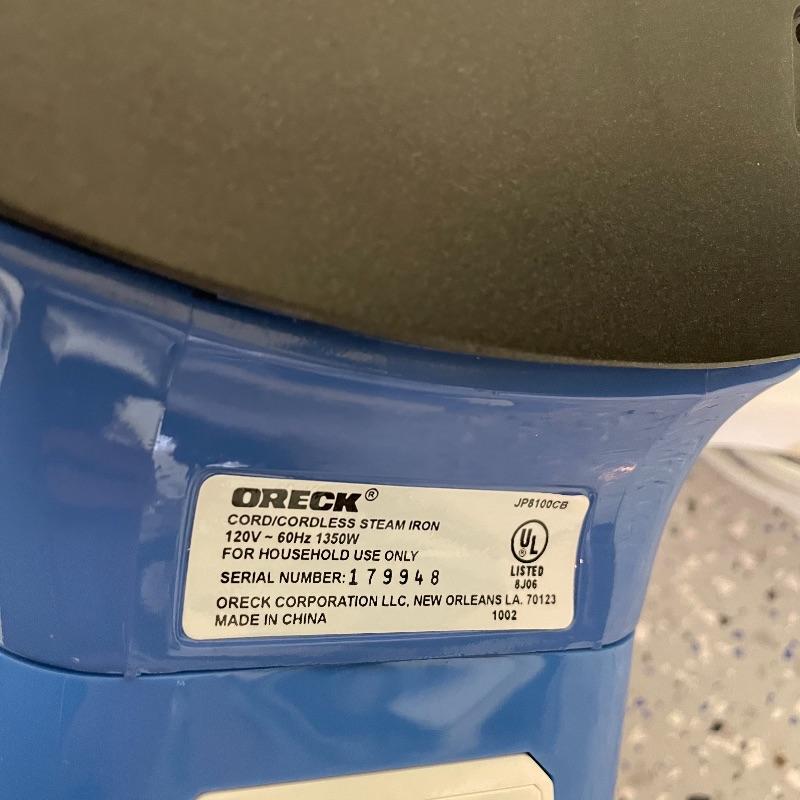 ORECK®
JP8100CB
CORD/CORDLESS STEAM IRON
120V ~ 60Hz 1350W
FOR HOUSEHOLD USE ONLY
UL
LISTED
8J06
SERIAL NUMBER: 179948
ORECK CORPORATION LLC, NEW ORLEANS LA. 70123
MADE IN CHINA
1002